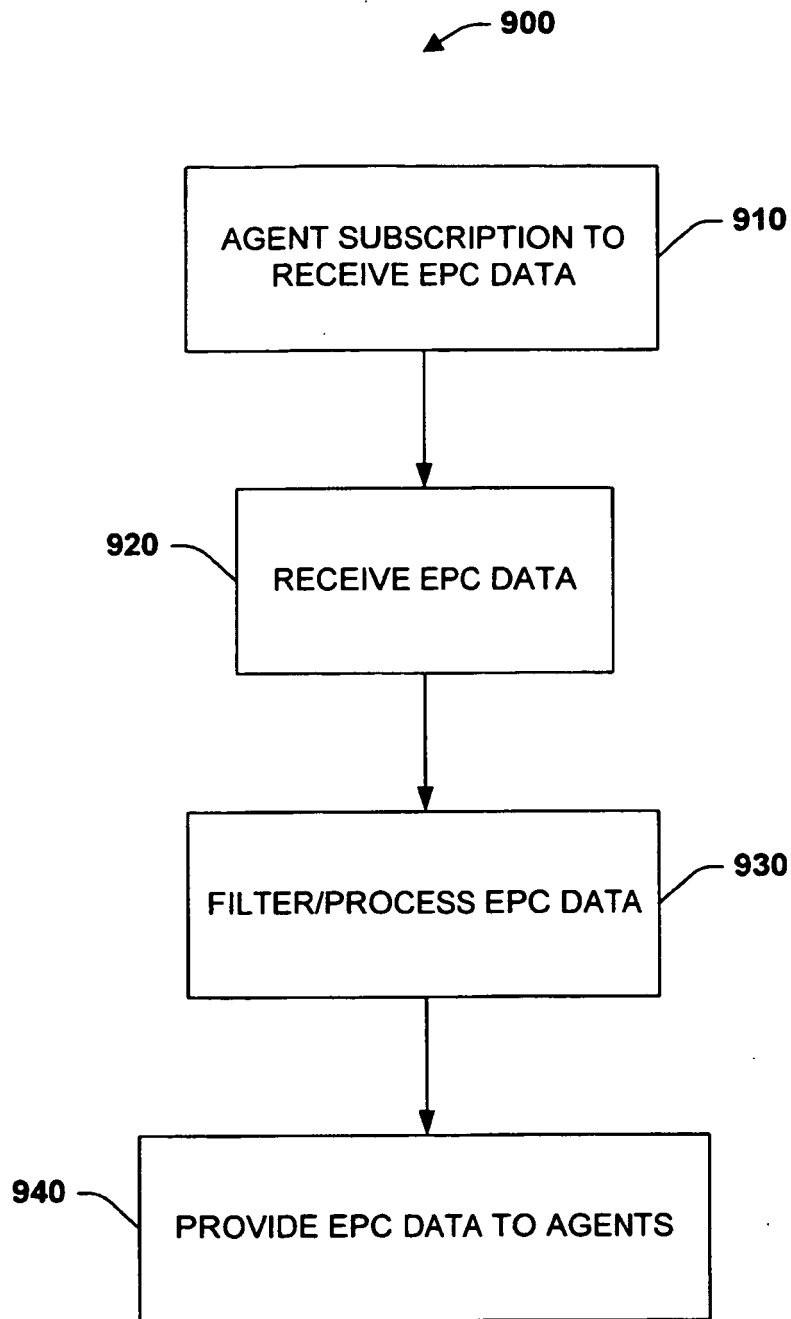 900
AGENT SUBSCRIPTION TO
RECEIVE EPC DATA
910
920
RECEIVE EPC DATA
FILTER/PROCESS EPC DATA
930
940
PROVIDE EPC DATA TO AGENTS